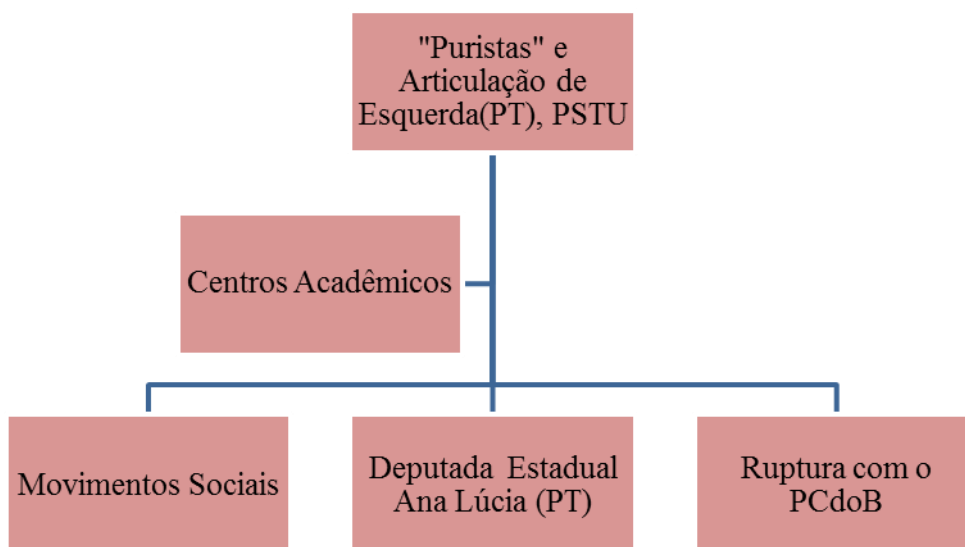 "Puristas" e
Articulação de
Esquerda(PT), PSTU
Centros Acadêmicos
Movimentos Sociais
Deputada Estadual
Ana Lúcia (PT)
Ruptura com o
PCdoB